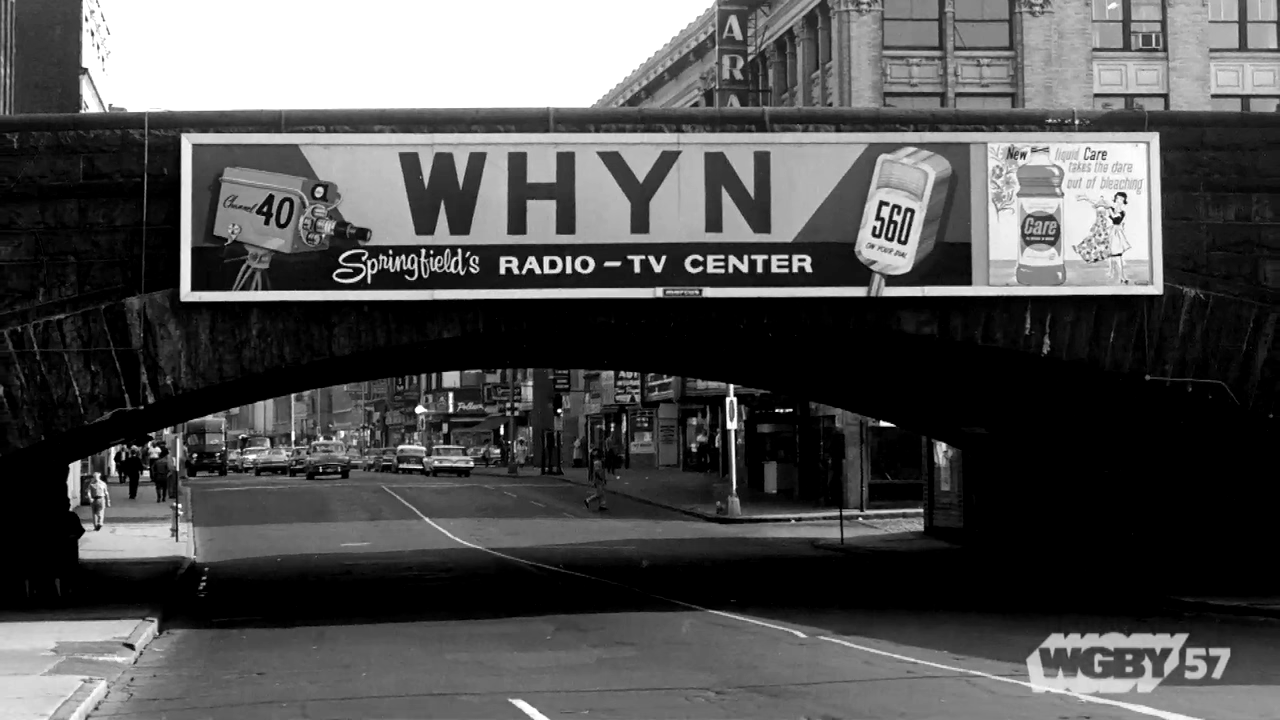 ARA
WHYN
Channel 40
Springfield's RADIO-TV CENTER
560
ON YOUR DIAL
New liquid Care
takes the dare
out of bleaching
Care
WGBY 57